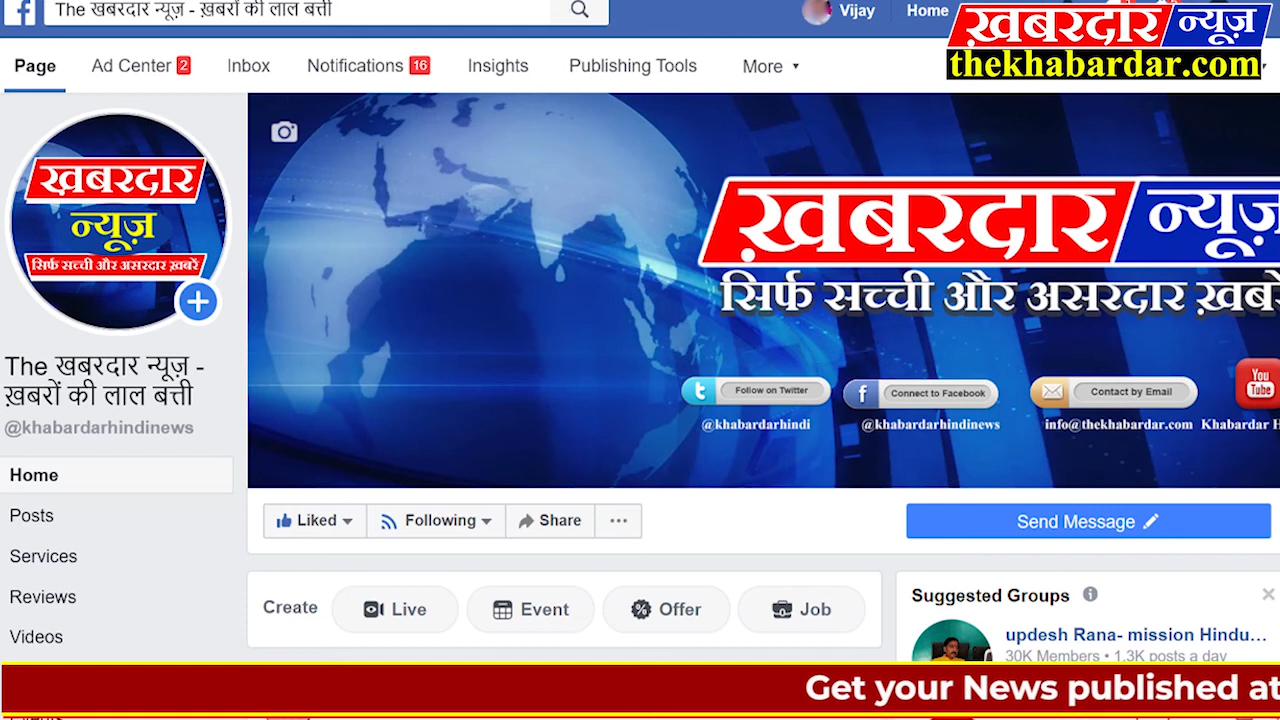 The खबरदार न्यूज़ - ख़बरों की लाल बत्ती
Vijay
Home
ख़बरदार न्यूज़
thekhabardar.com
Page
Ad Center 2
Inbox
Notifications 16
Insights
Publishing Tools
More
ख़बरदार
न्यूज़
सिर्फ सच्ची और असरदार ख़बरें
ख़बरदार न्यूज़
सिर्फ सच्ची और असरदार ख़बरें
Follow on Twitter
@khabardarhindi
Connect to Facebook
@khabardarhindinews
Contact by Email
info@thekhabardar.com
You
Tube
Khabardar H
The खबरदार न्यूज़ -
ख़बरों की लाल बत्ती
@khabardarhindinews
Home
Posts
Services
Reviews
Videos
Liked
Following
Share
Send Message
Create
Live
Event
Offer
Job
Suggested Groups
updesh Rana- mission Hindu...
30K Members • 1.3K posts a day
Get your News published at